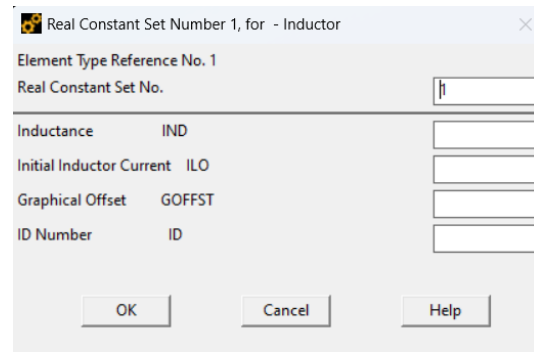 Real Constant Set Number 1, for - Inductor
Element Type Reference No. 1
Real Constant Set No. 1
Inductance IND
Initial Inductor Current ILO
Graphical Offset GOFFST
ID Number ID
OK Cancel Help